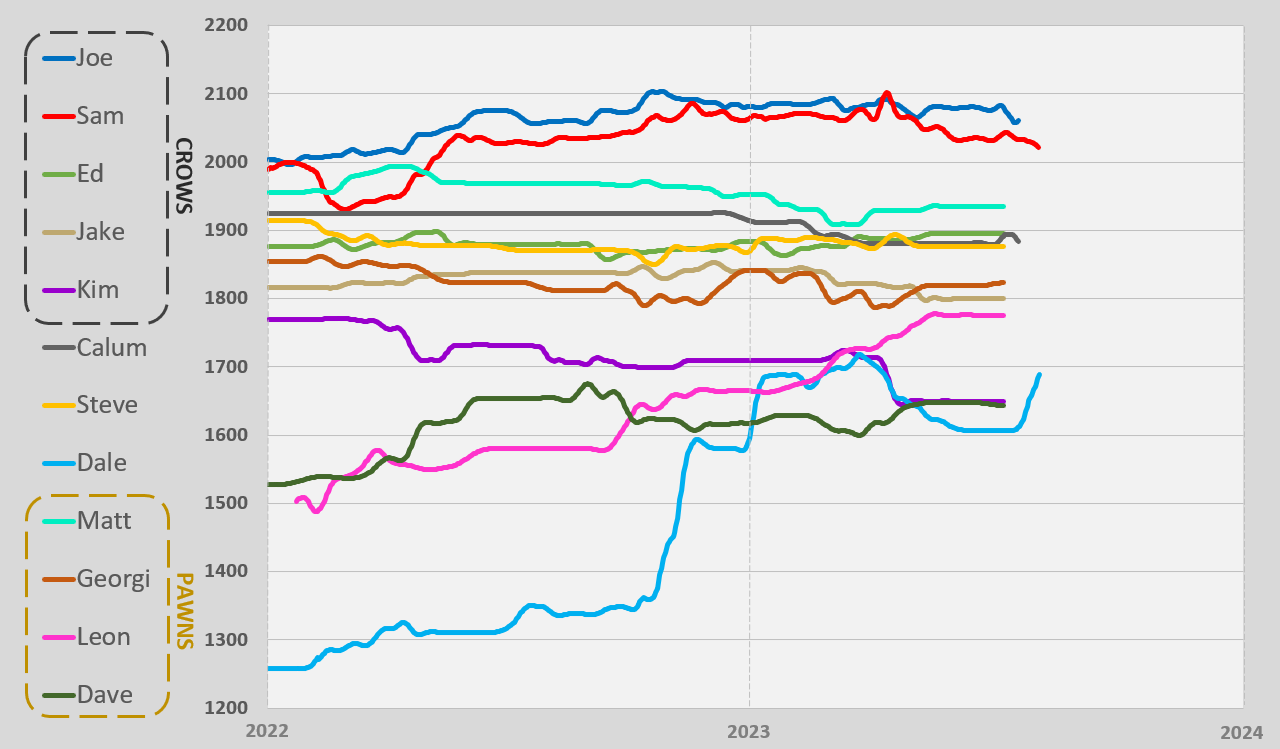 Joe
Sam
Ed
Jake
Kim
CROWS
Calum
Steve
Dale
Matt
Georgi
Leon
Dave
PAWNS
2200
2100
2000
1900
1800
1700
1600
1500
1400
1300
1200
2022
2023
2024